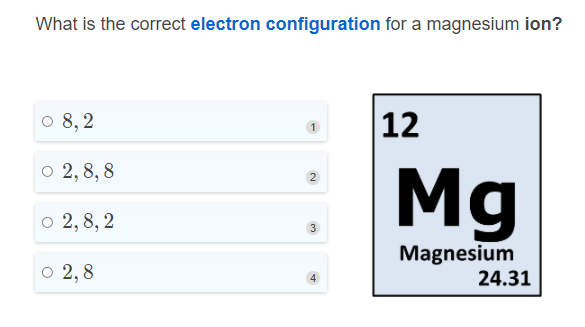 What is the correct electron configuration for a magnesium ion?
8, 2
1
2, 8, 8
2
2, 8, 2
3
2, 8
4
12
Mg
Magnesium
24.31